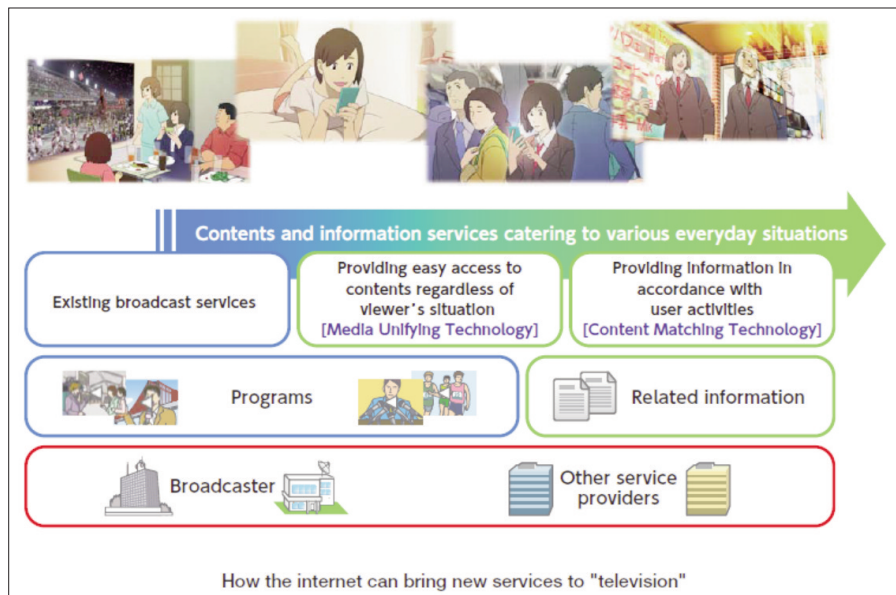 Contents and information services catering to various everyday situations
Existing broadcast services
Providing easy access to
contents regardless of
viewer's situation
[Media Unifying Technology]
Providing information in
accordance with
user activities
[Content Matching Technology]
Programs
Related information
Broadcaster
Other service
providers
How the internet can bring new services to "television"